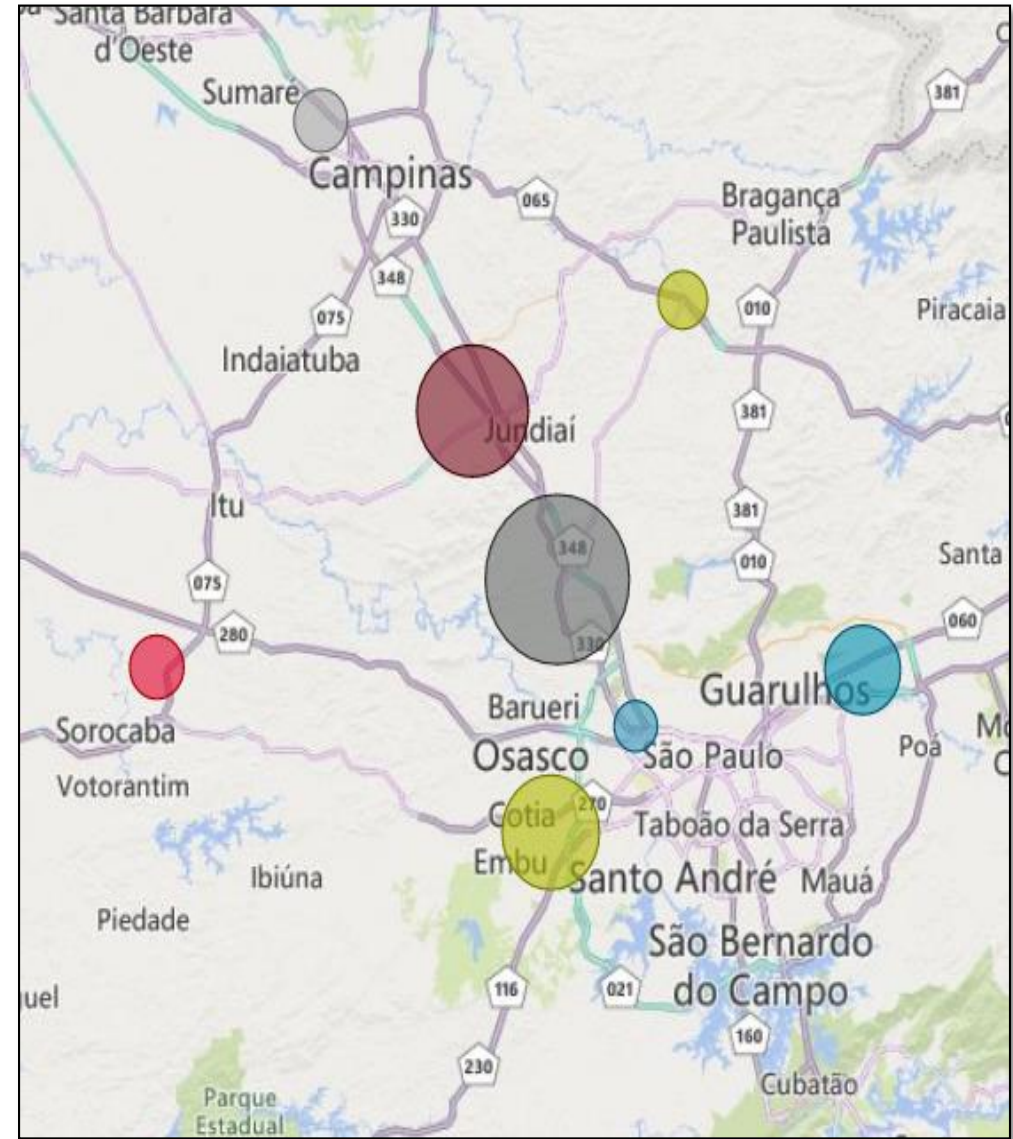 Santa Bárbara
d'Oeste
Sumaré
381
Campinas
065
330
Bragança
Paulista
348
075
010
Piracaia
Indaiatuba
381
Jundiaí
Itu
381
348
Santa
010
075
060
280
330
Guarulhos
Barueri
Sorocaba
Osasco
São Paulo
Poá
Votorantim
270
Cotia
Taboão da Serra
Embu
Santo André
Mauá
Ibiúna
Piedade
São Bernardo
do Campo
116
021
160
230
Cubatão
Parque
Estadual